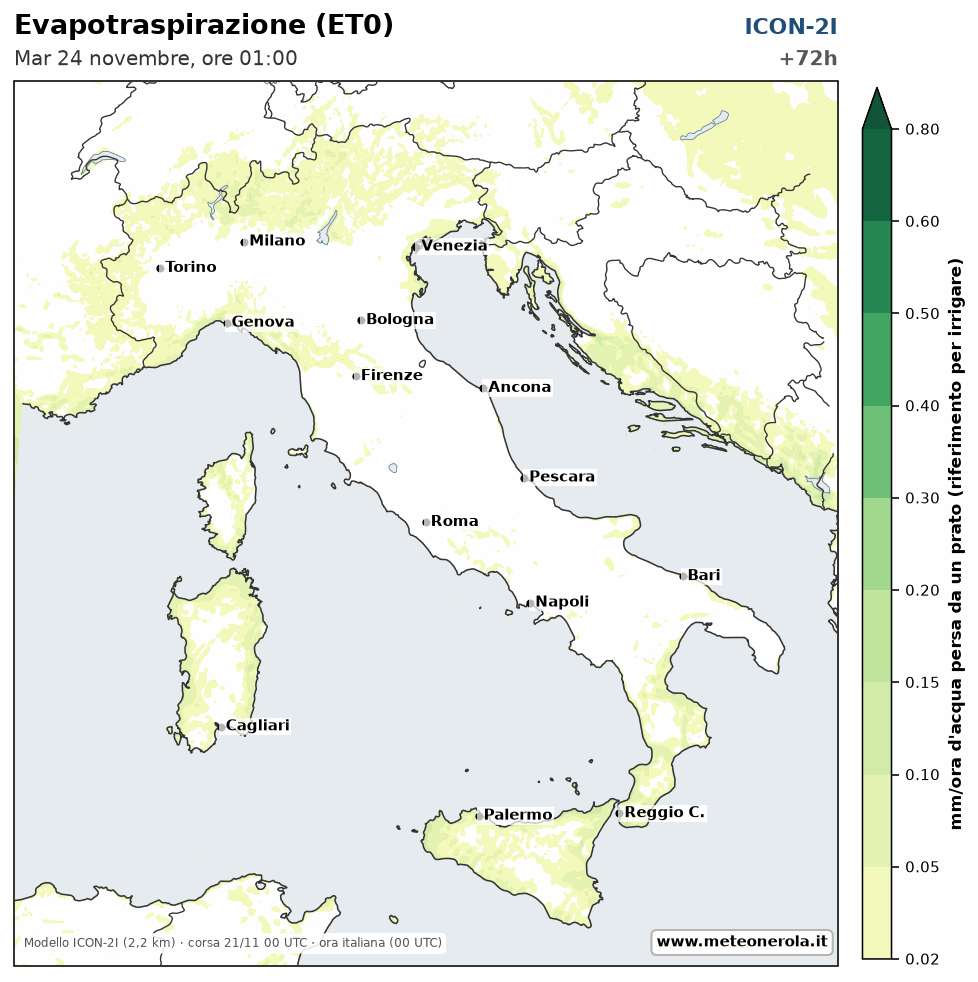 Evapotraspirazione (ET0)
ICON-2I
Mar 24 novembre, ore 01:00
+72h
Milano
Venezia
Torino
Genova
Bologna
Firenze
Ancona
Pescara
Roma
Bari
Napoli
Cagliari
Palermo
Reggio C.
Modello ICON-2I (2,2 km) · corsa 21/11 00 UTC · ora italiana (00 UTC)
www.meteonerola.it
0.80
0.60
0.50
0.40
0.30
0.20
0.15
0.10
0.05
0.02
mm/ora d'acqua persa da un prato (riferimento per irrigare)